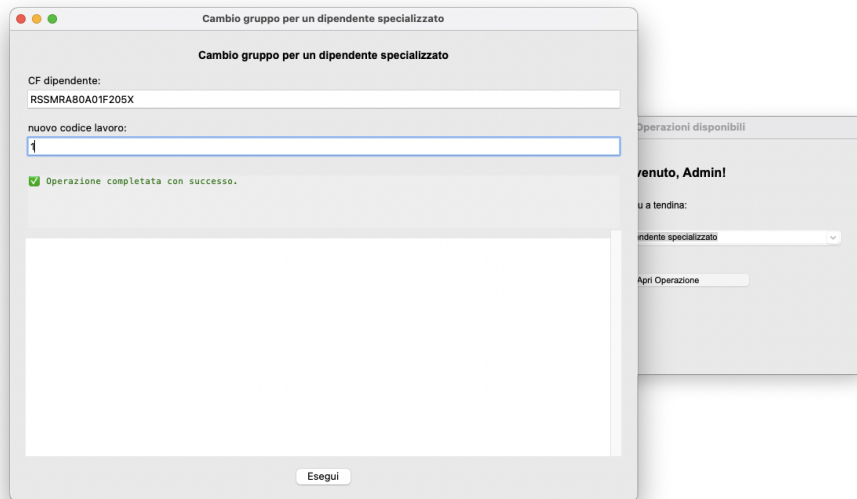 Cambio gruppo per un dipendente specializzato
Cambio gruppo per un dipendente specializzato
CF dipendente:
RSSMRA80A01F205X
nuovo codice lavoro:
1
✅ Operazione completata con successo.
Esegui
Operazioni disponibili
venuto, Admin!
u a tendina:
endente specializzato
Apri Operazione